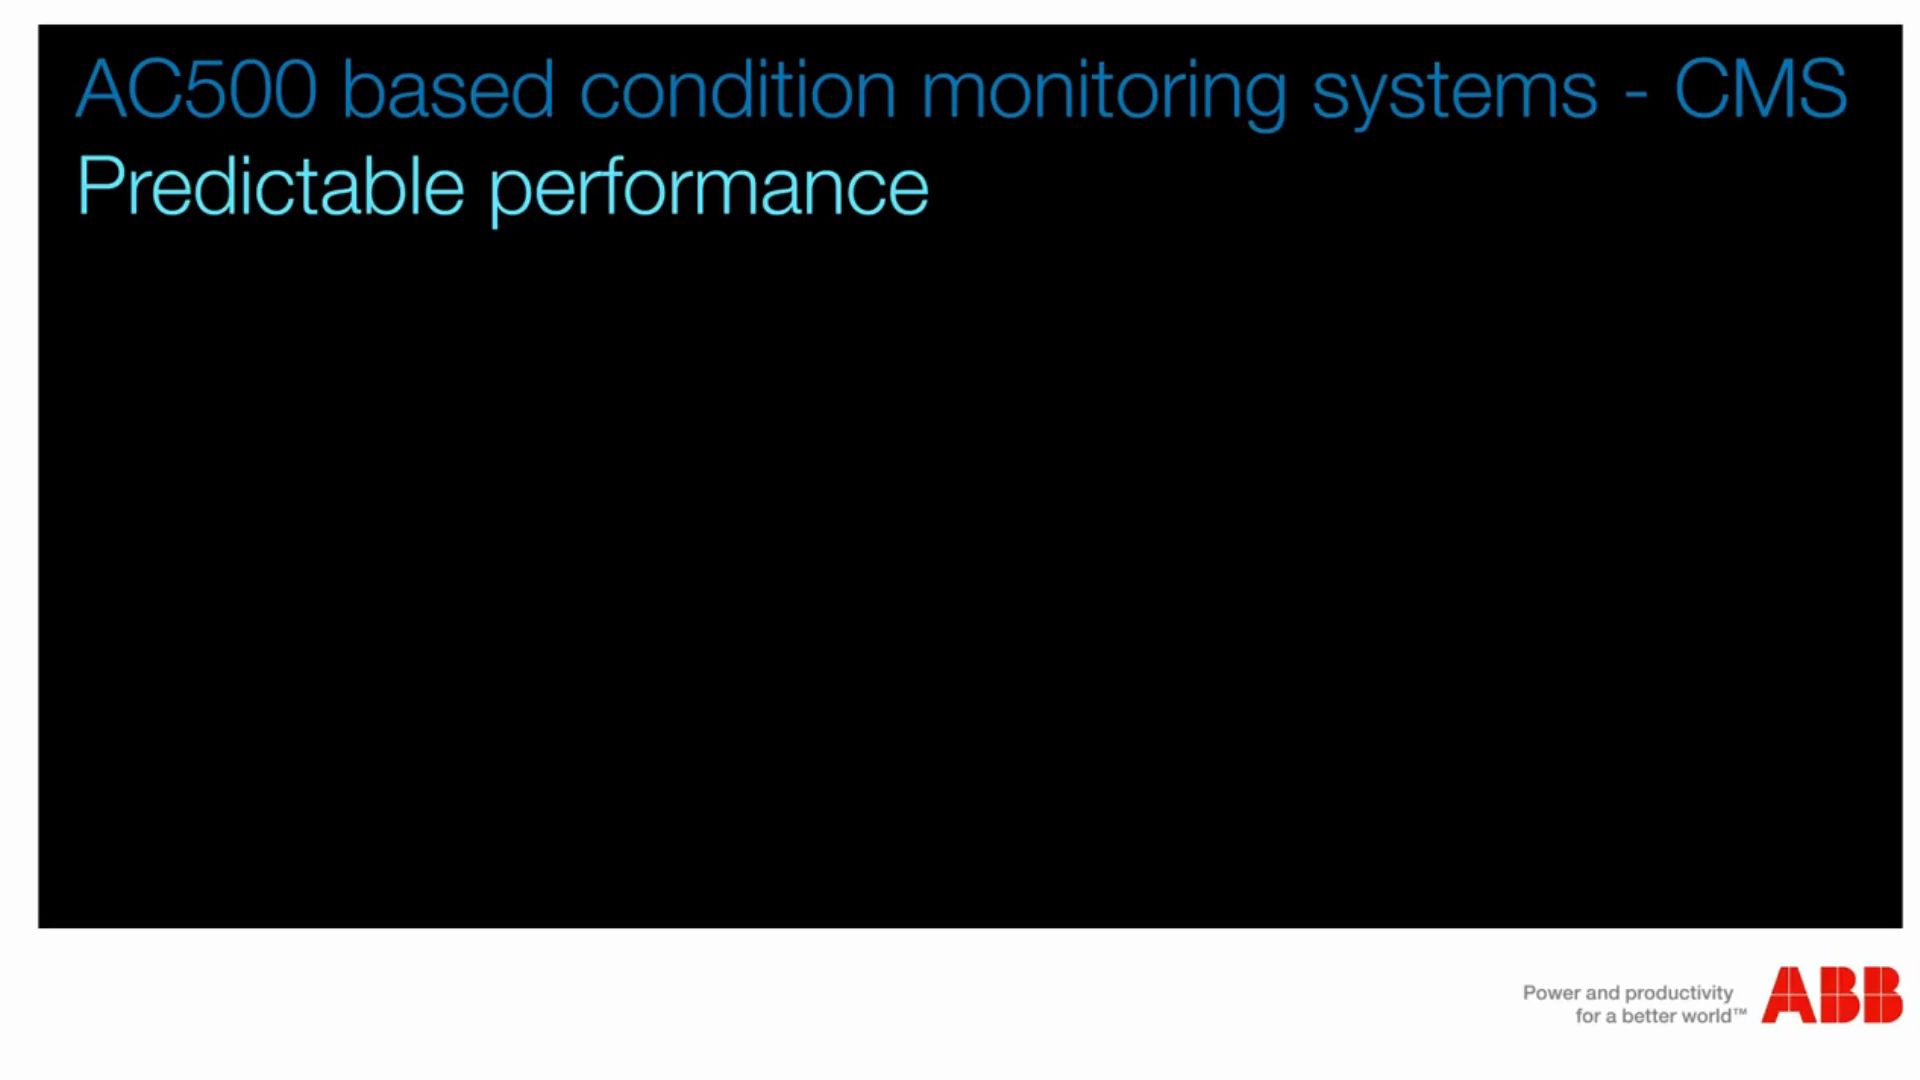 AC500 based condition monitoring systems - CMS
Predictable performance
Power and productivity
for a better world™
ABB